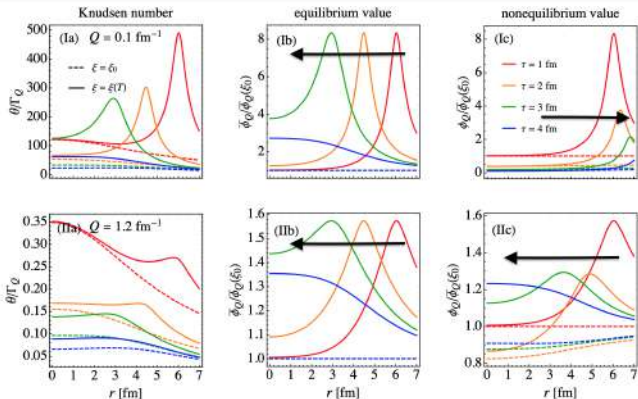 Knudsen number
equilibrium value
nonequilibrium value
(Ia) Q = 0.1 fm⁻¹
(Ib)
(Ic)
500
400
300
200
100
0
θ/Γ_Q
ξ = ξ₀
ξ = ξ(T)
8
6
4
2
ϕ̄_Q/ϕ̄_Q(ξ₀)
8
6
4
2
0
ϕ_Q/ϕ̄_Q(ξ₀)
τ = 1 fm
τ = 2 fm
τ = 3 fm
τ = 4 fm
(IIa) Q = 1.2 fm⁻¹
(IIb)
(IIc)
0.35
0.30
0.25
0.20
0.15
0.10
0.05
θ/Γ_Q
1.6
1.5
1.4
1.3
1.2
1.1
1.0
ϕ̄_Q/ϕ̄_Q(ξ₀)
1.6
1.4
1.2
1.0
0.8
ϕ_Q/ϕ̄_Q(ξ₀)
0 1 2 3 4 5 6 7
0 1 2 3 4 5 6 7
0 1 2 3 4 5 6 7
r [fm]
r [fm]
r [fm]